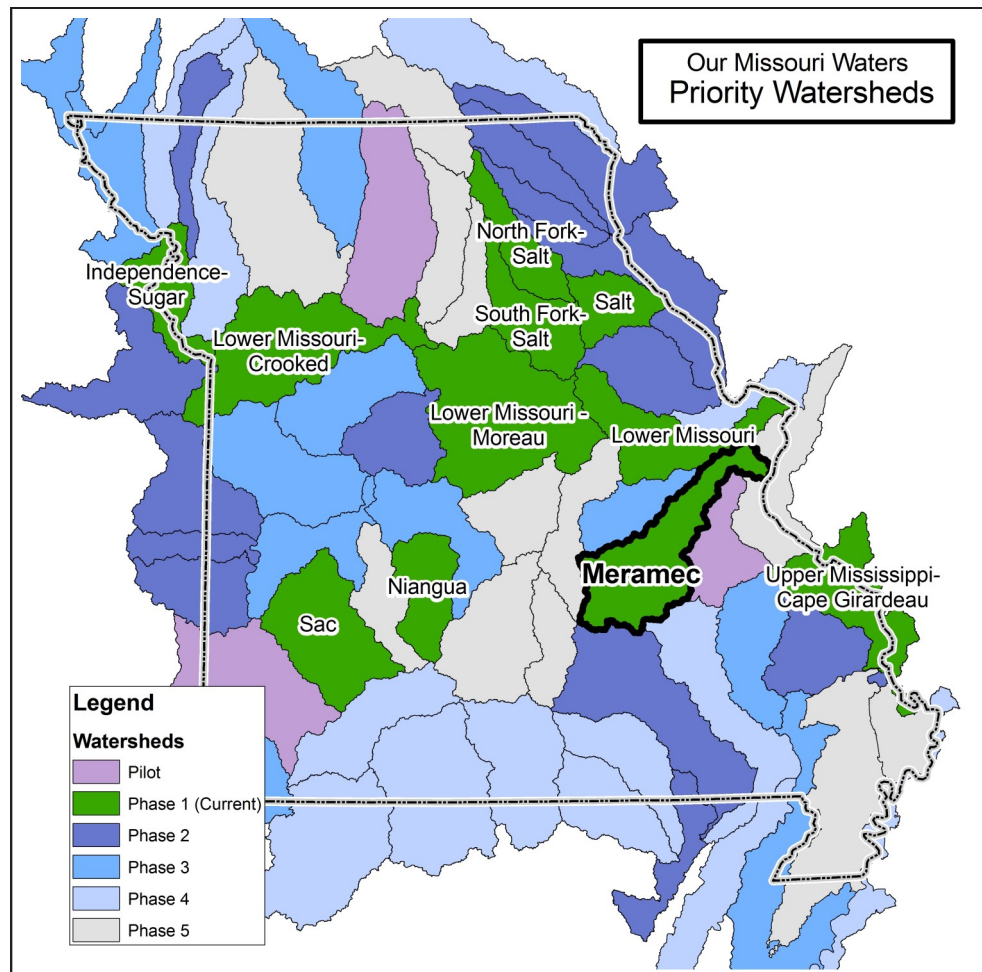 Our Missouri Waters
Priority Watersheds
North Fork-
Salt
Independence-
Sugar
Salt
South Fork-
Salt
Lower Missouri-
Crooked
Lower Missouri -
Moreau
Lower Missouri
Meramec
Upper Mississippi-
Cape Girardeau
Niangua
Sac
Legend
Watersheds
Pilot
Phase 1 (Current)
Phase 2
Phase 3
Phase 4
Phase 5